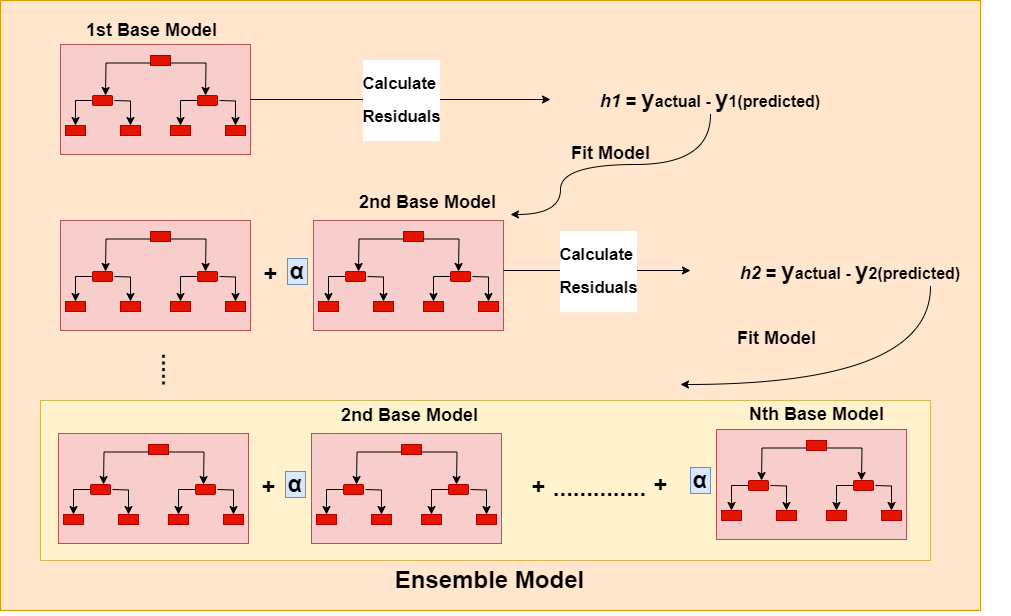 1st Base Model
Calculate
Residuals
h1 = yactual - y1(predicted)
Fit Model
2nd Base Model
+ α
Calculate
Residuals
h2 = yactual - y2(predicted)
Fit Model
......
2nd Base Model
Nth Base Model
+ α + .............. + α
Ensemble Model